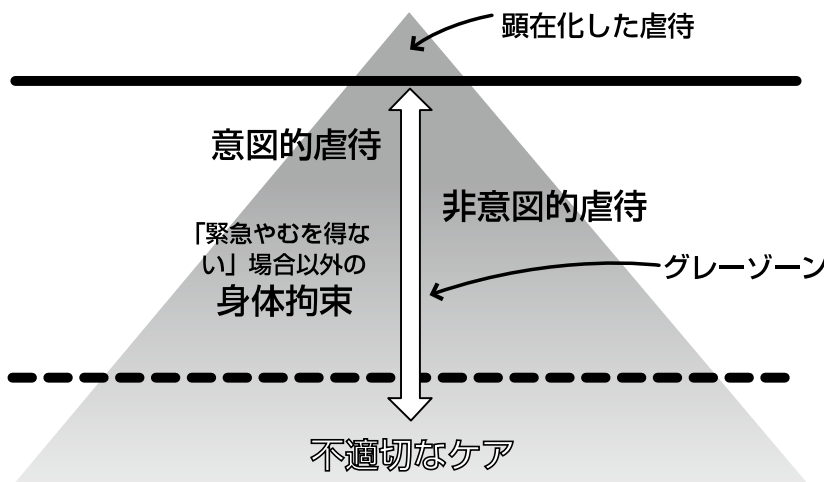 顕在化した虐待
意図的虐待
非意図的虐待
「緊急やむを得な
い」場合以外の
身体拘束
グレーゾーン
不適切なケア